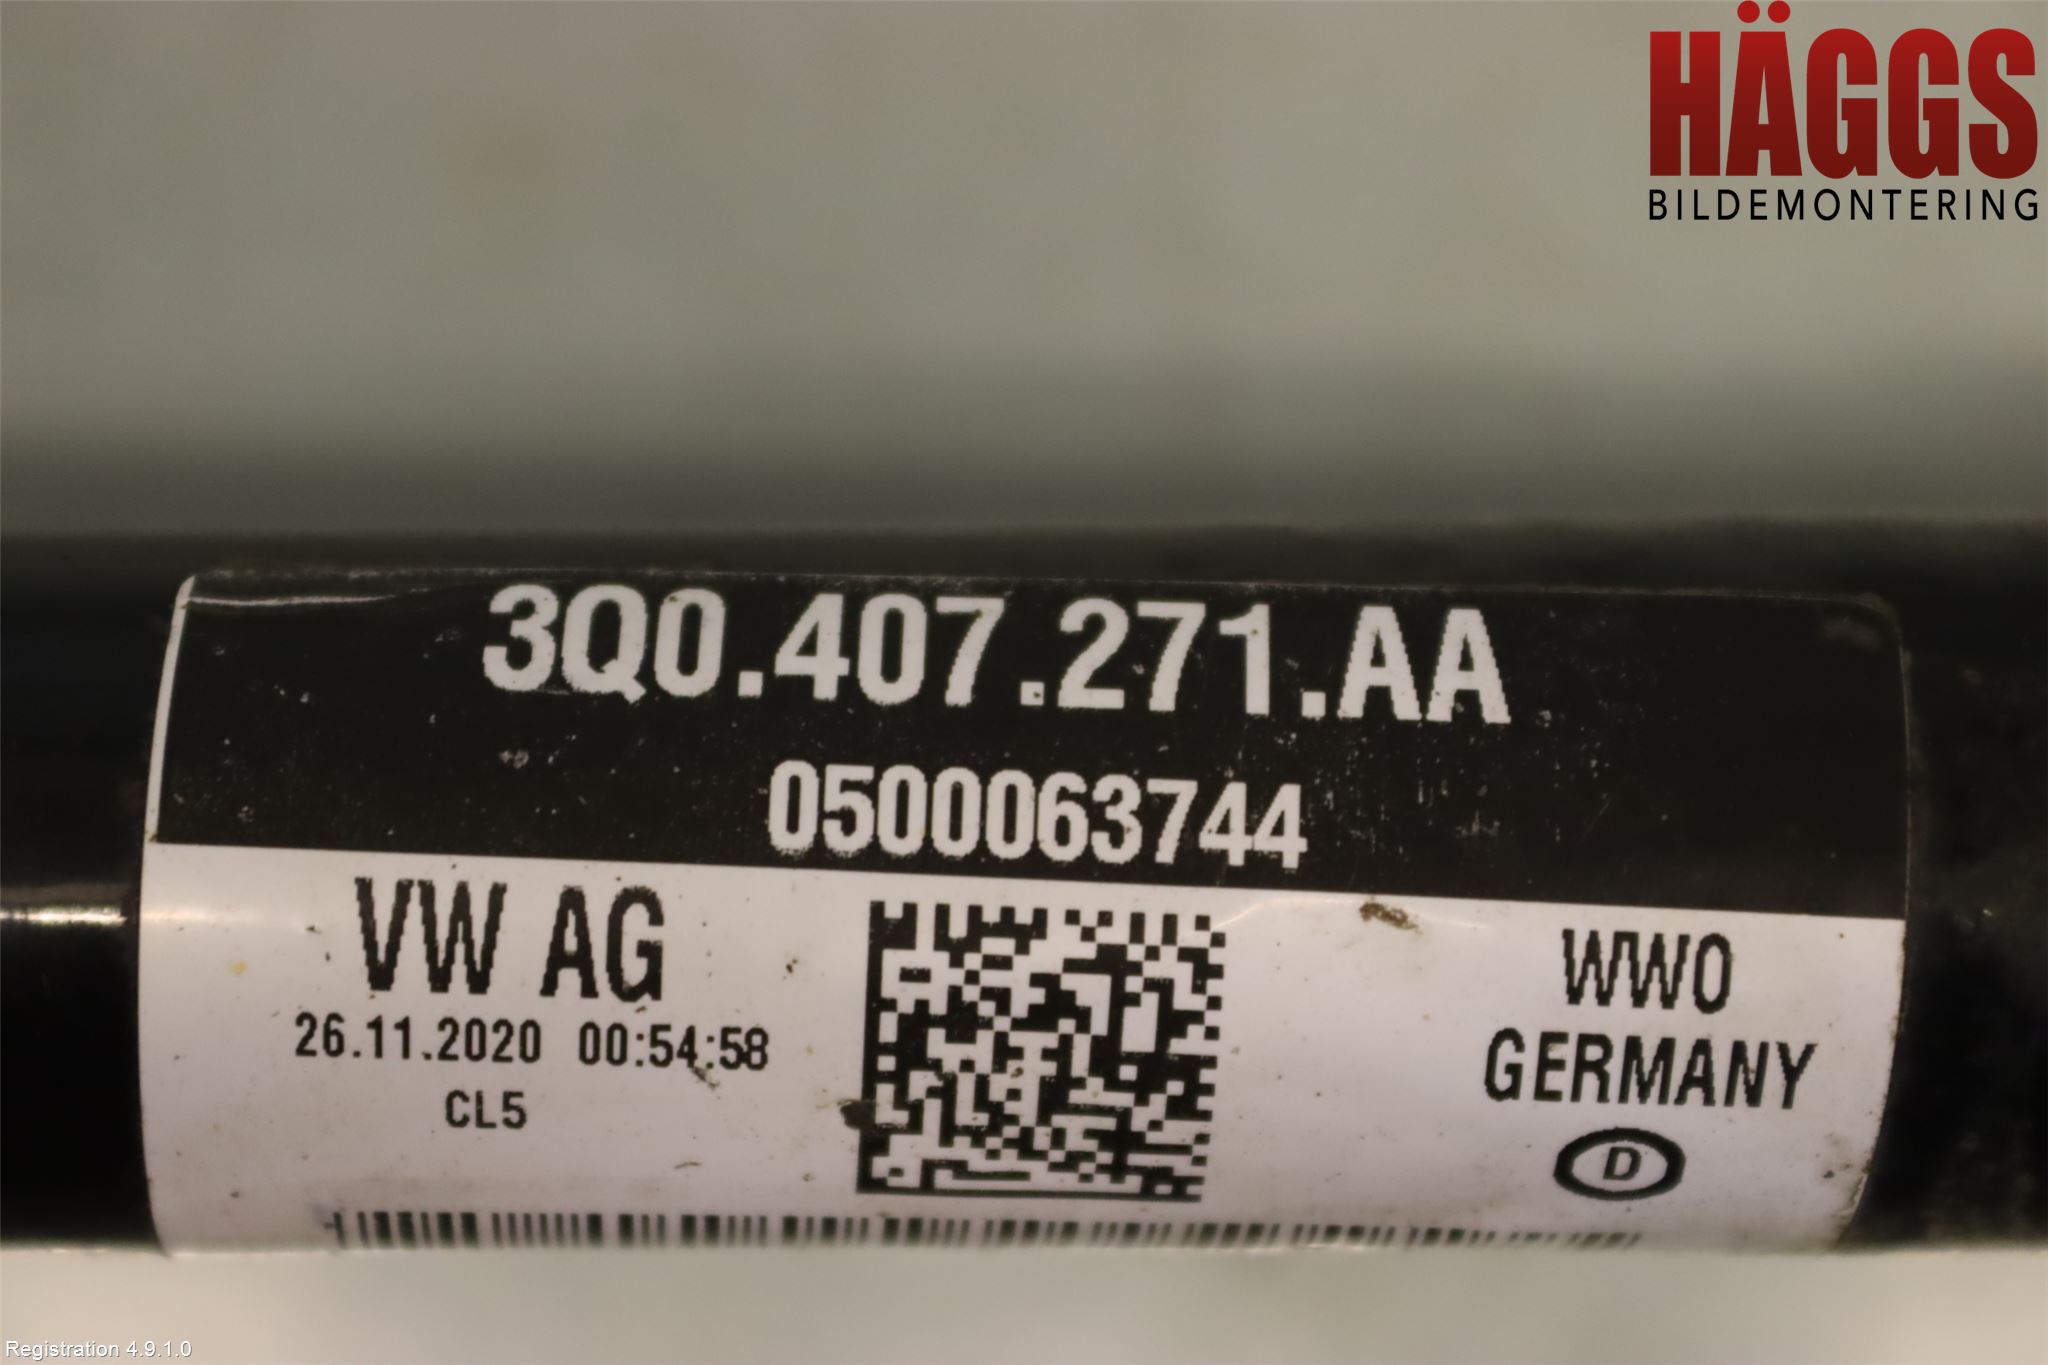 HÄGGS
BILDEMONTERING
3Q0.407.271.AA
0500063744
VW AG
26.11.2020 00:54:58
CL5
WWO
GERMANY
D
Registration 4.9.1.0